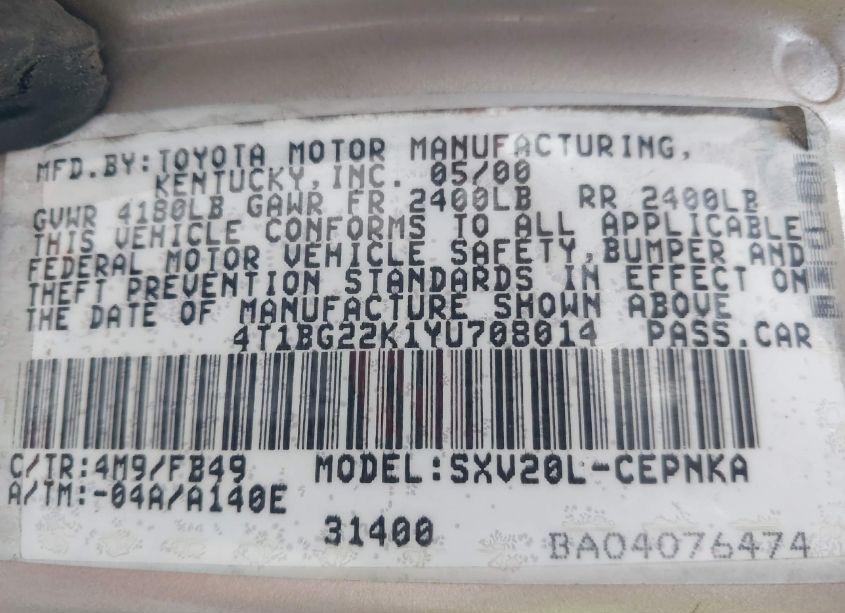 MFD.BY:TOYOTA MOTOR MANUFACTURING,
KENTUCKY,INC. 05/00
GVWR 4180LB GAWR FR 2400LB RR 2400LB
THIS VEHICLE CONFORMS TO ALL APPLICABLE
FEDERAL MOTOR VEHICLE SAFETY,BUMPER AND
THEFT PREVENTION STANDARDS IN EFFECT ON
THE DATE OF MANUFACTURE SHOWN ABOVE
4T1BG22K1YU708014 PASS.CAR
C/TR:4M9/FB49 MODEL:SXV20L-CEPNKA
A/TM:-04A/A140E
31400
BA04076474